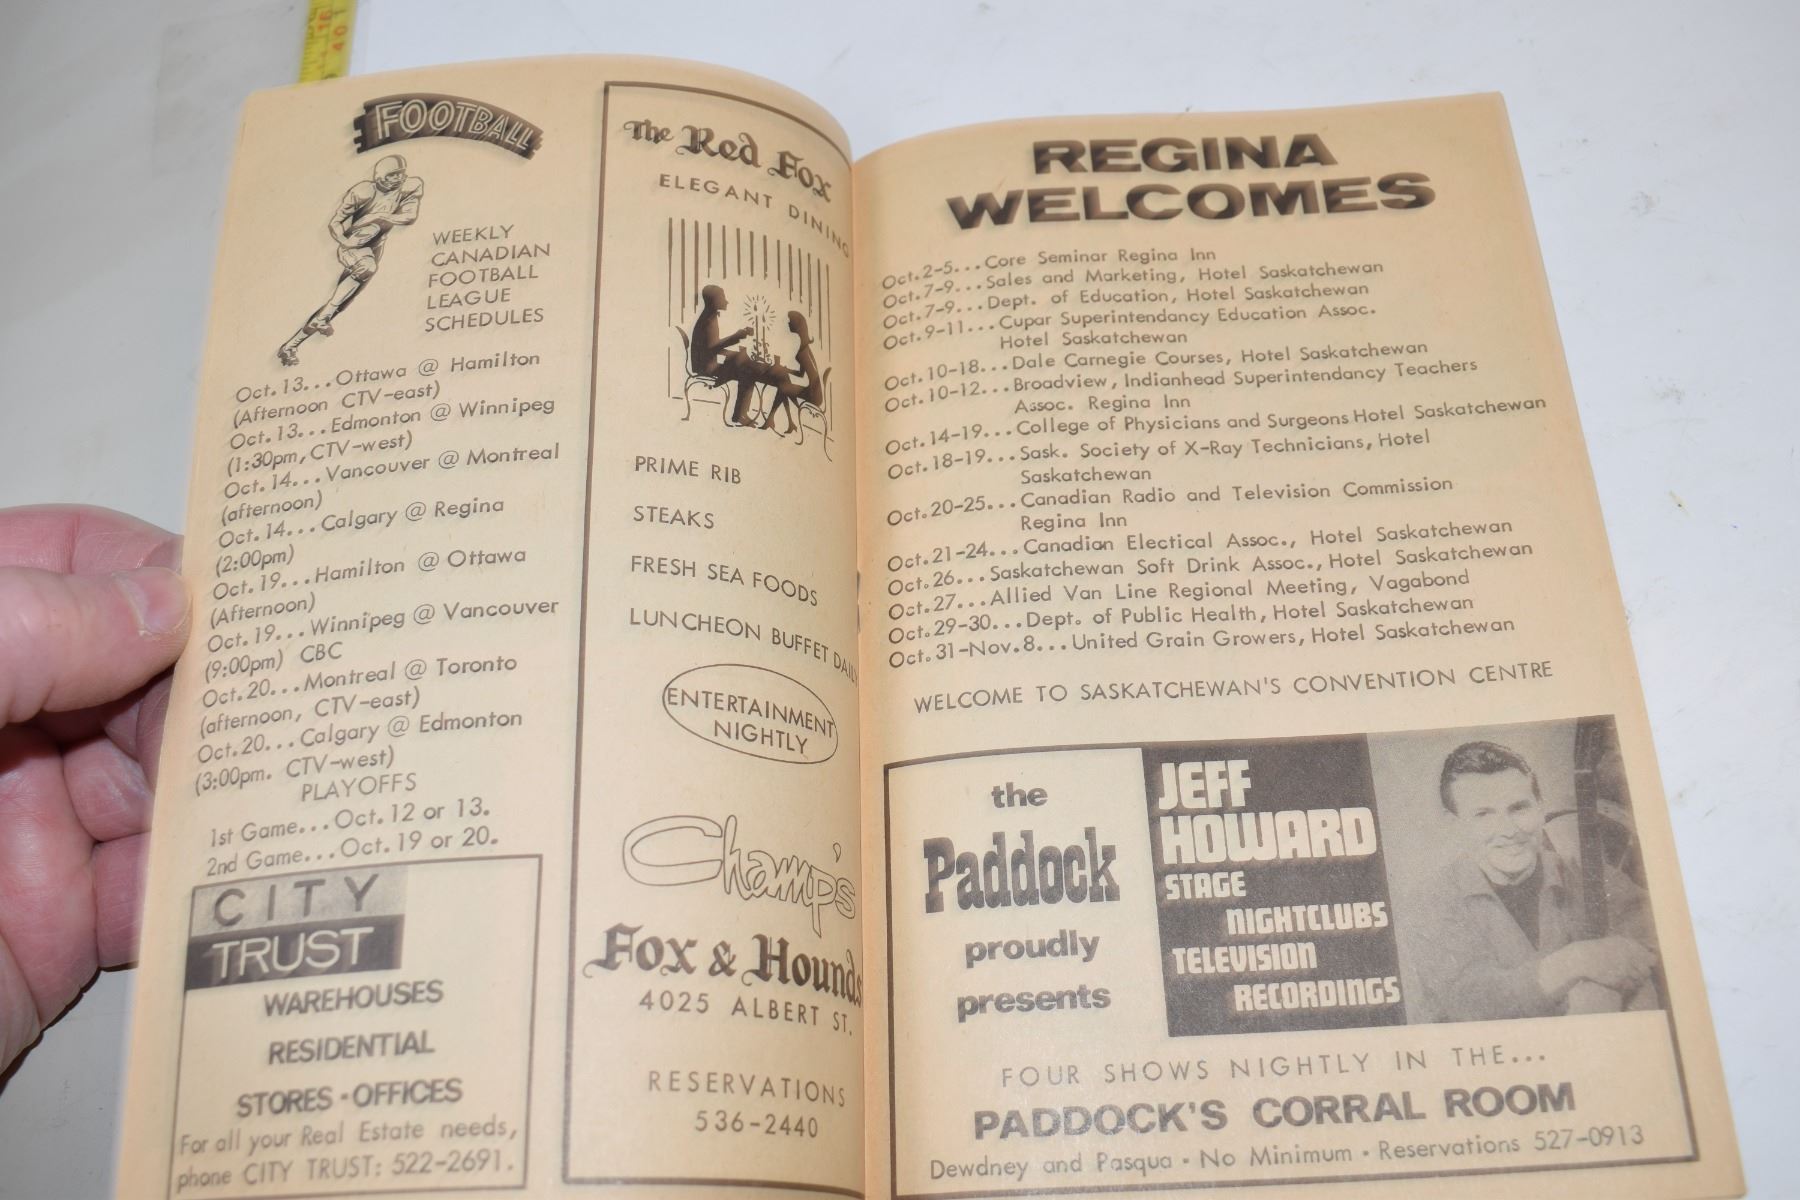 16
40
FOOTBALL
WEEKLY
CANADIAN
FOOTBALL
LEAGUE
SCHEDULES
Oct. 13...Ottawa @ Hamilton
(Afternoon CTV-east)
Oct. 13...Edmonton @ Winnipeg
(1:30pm, CTV-west)
Oct. 14...Vancouver @ Montreal
(afternoon)
Oct. 14...Calgary @ Regina
(2:00pm)
Oct. 19...Hamilton @ Ottawa
(Afternoon)
Oct. 19...Winnipeg @ Vancouver
(9:00pm) CBC
Oct. 20...Montreal @ Toronto
(afternoon, CTV-east)
Oct. 20...Calgary @ Edmonton
(3:00pm. CTV-west)
PLAYOFFS
1st Game...Oct. 12 or 13.
2nd Game...Oct. 19 or 20.
CITY
TRUST
WAREHOUSES
RESIDENTIAL
STORES • OFFICES
For all your Real Estate needs,
phone CITY TRUST: 522-2691.
The Red Fox
ELEGANT DINING
PRIME RIB
STEAKS
FRESH SEA FOODS
LUNCHEON BUFFET DAILY
ENTERTAINMENT
NIGHTLY
Champ's
Fox & Hounds
4025 ALBERT ST.
RESERVATIONS
536-2440
REGINA
WELCOMES
Oct. 2-5...Core Seminar Regina Inn
Oct. 7-9...Sales and Marketing, Hotel Saskatchewan
Oct. 7-9...Dept. of Education, Hotel Saskatchewan
Oct. 9-11...Cupar Superintendancy Education Assoc.
Hotel Saskatchewan
Oct. 10-18...Dale Carnegie Courses, Hotel Saskatchewan
Oct. 10-12...Broadview, Indianhead Superintendancy Teachers
Assoc. Regina Inn
Oct. 14-19...College of Physicians and Surgeons Hotel Saskatchewan
Oct. 18-19...Sask. Society of X-Ray Technicians, Hotel
Saskatchewan
Oct. 20-25...Canadian Radio and Television Commission
Regina Inn
Oct. 21-24...Canadian Electical Assoc., Hotel Saskatchewan
Oct. 26...Saskatchewan Soft Drink Assoc., Hotel Saskatchewan
Oct. 27...Allied Van Line Regional Meeting, Vagabond
Oct. 29-30...Dept. of Public Health, Hotel Saskatchewan
Oct. 31-Nov. 8...United Grain Growers, Hotel Saskatchewan
WELCOME TO SASKATCHEWAN'S CONVENTION CENTRE
the
Paddock
proudly
presents
JEFF
HOWARD
STAGE
NIGHTCLUBS
TELEVISION
RECORDINGS
FOUR SHOWS NIGHTLY IN THE...
PADDOCK'S CORRAL ROOM
Dewdney and Pasqua • No Minimum • Reservations 527-0913